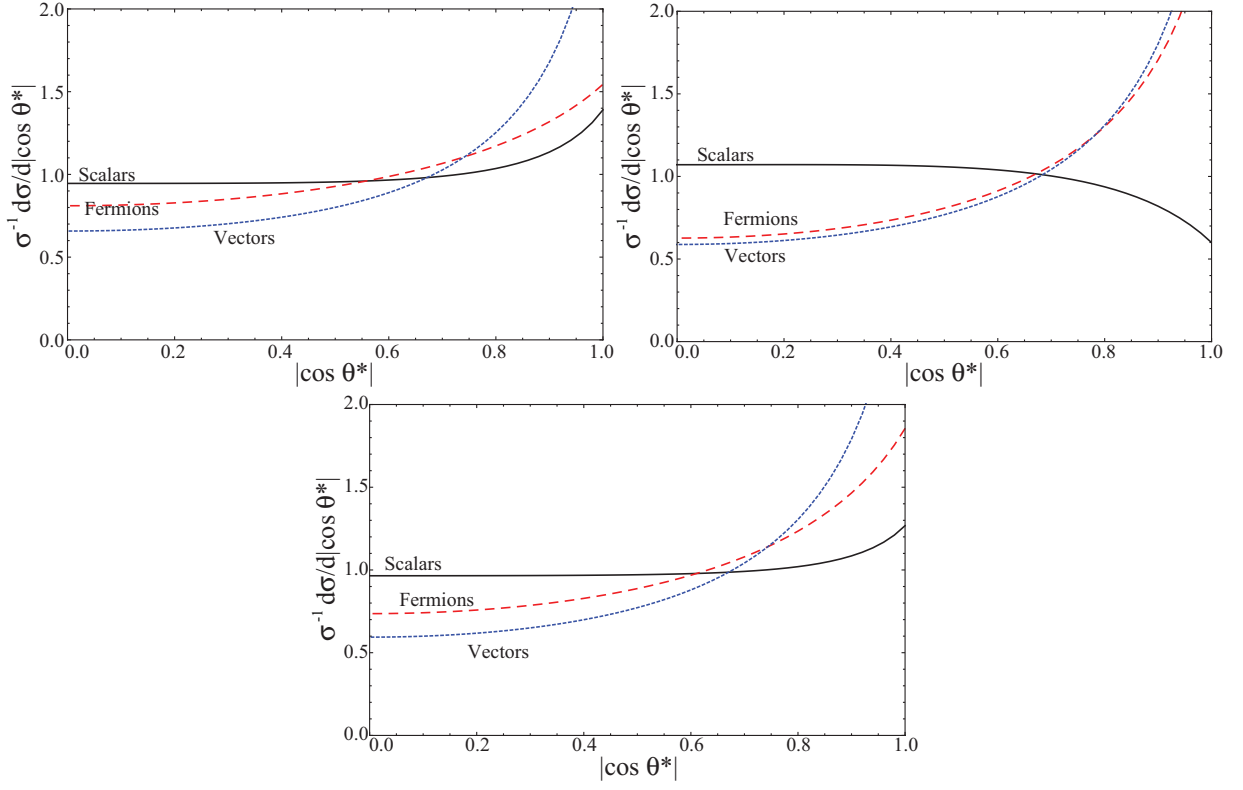 2.0
1.5
1.0
0.5
0.0
σ⁻¹ dσ/d|cos θ*|
Scalars
Fermions
Vectors
0.0 0.2 0.4 0.6 0.8 1.0
|cos θ*|
2.0
1.5
1.0
0.5
0.0
σ⁻¹ dσ/d|cos θ*|
Scalars
Fermions
Vectors
0.0 0.2 0.4 0.6 0.8 1.0
|cos θ*|
2.0
1.5
1.0
0.5
0.0
σ⁻¹ dσ/d|cos θ*|
Scalars
Fermions
Vectors
0.0 0.2 0.4 0.6 0.8 1.0
|cos θ*|